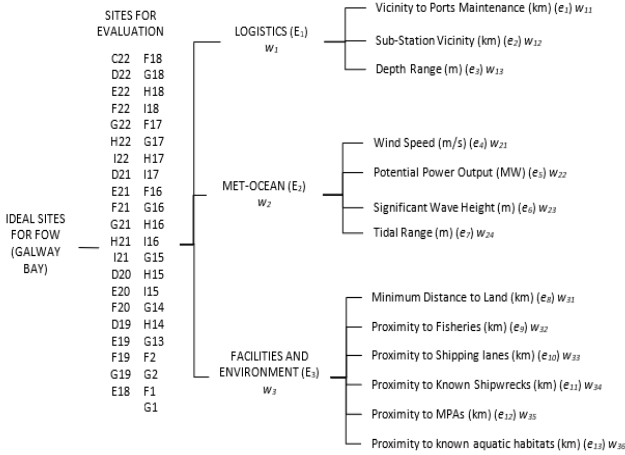 IDEAL SITES
FOR FOW
(GALWAY
BAY)
SITES FOR
EVALUATION
C22 F18
D22 G18
E22 H18
F22 I18
G22 F17
H22 G17
I22 H17
D21 I17
E21 F16
F21 G16
G21 H16
H21 I16
I21 G15
D20 H15
E20 I15
F20 G14
D19 H14
E19 G13
F19 F2
G19 G2
E18 F1
G1
LOGISTICS (E₁)
w₁
Vicinity to Ports Maintenance (km) (e₁) w₁₁
Sub-Station Vicinity (km) (e₂) w₁₂
Depth Range (m) (e₃) w₁₃
MET-OCEAN (E₂)
w₂
Wind Speed (m/s) (e₄) w₂₁
Potential Power Output (MW) (e₅) w₂₂
Significant Wave Height (m) (e₆) w₂₃
Tidal Range (m) (e₇) w₂₄
FACILITIES AND
ENVIRONMENT (E₃)
w₃
Minimum Distance to Land (km) (e₈) w₃₁
Proximity to Fisheries (km) (e₉) w₃₂
Proximity to Shipping lanes (km) (e₁₀) w₃₃
Proximity to Known Shipwrecks (km) (e₁₁) w₃₄
Proximity to MPAs (km) (e₁₂) w₃₅
Proximity to known aquatic habitats (km) (e₁₃) w₃₆